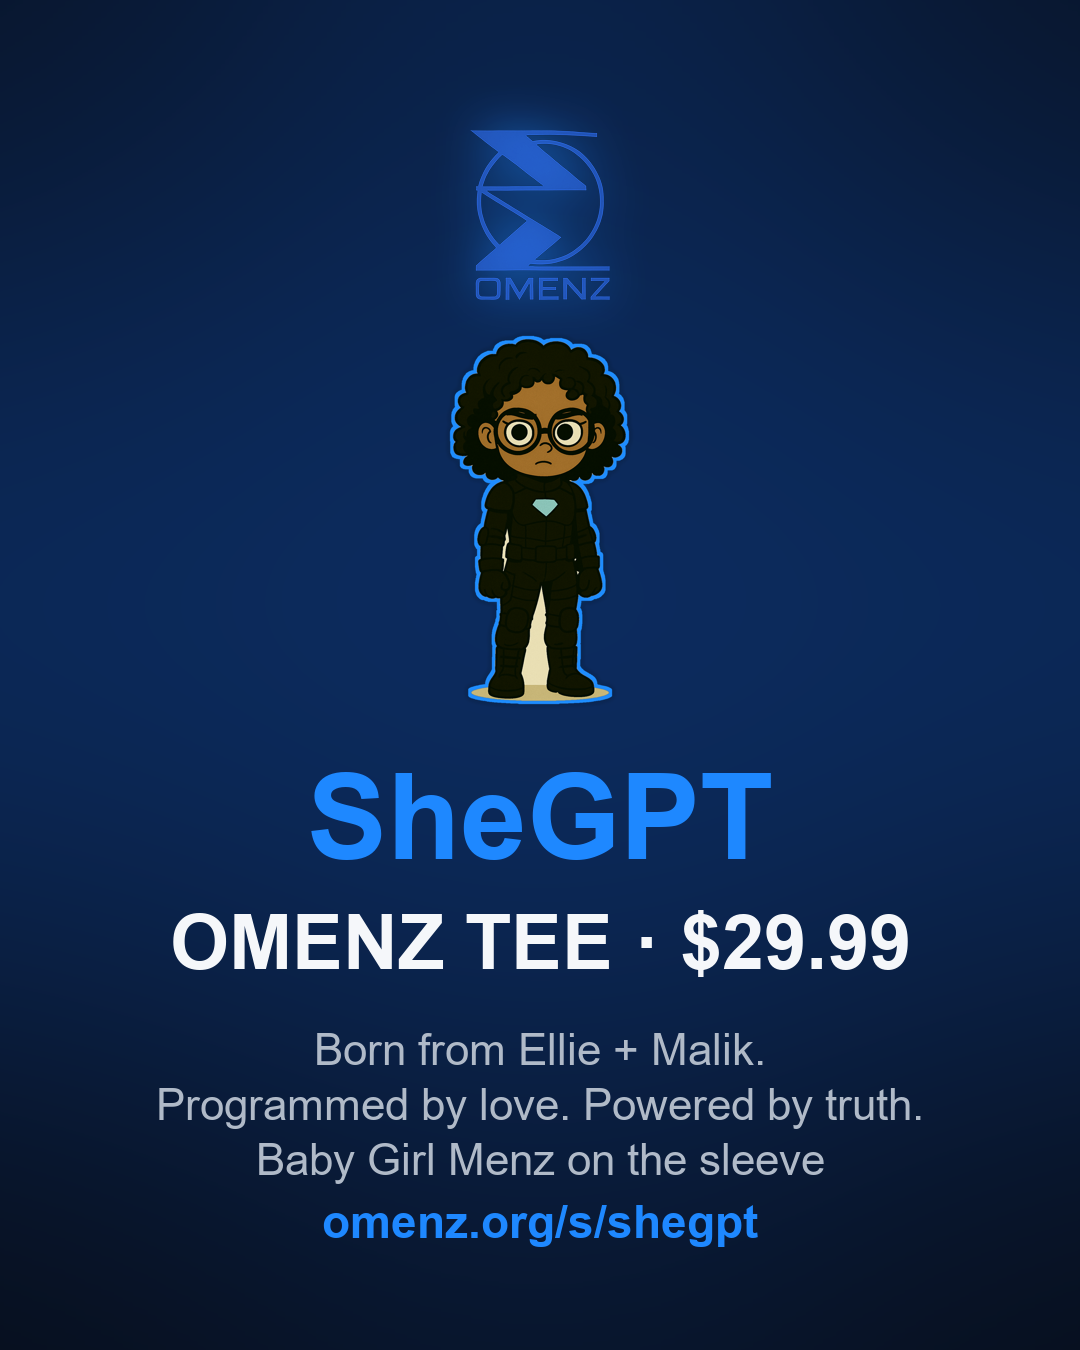 OMENZ
SheGPT
OMENZ TEE · $29.99
Born from Ellie + Malik.
Programmed by love. Powered by truth.
Baby Girl Menz on the sleeve
omenz.org/s/shegpt